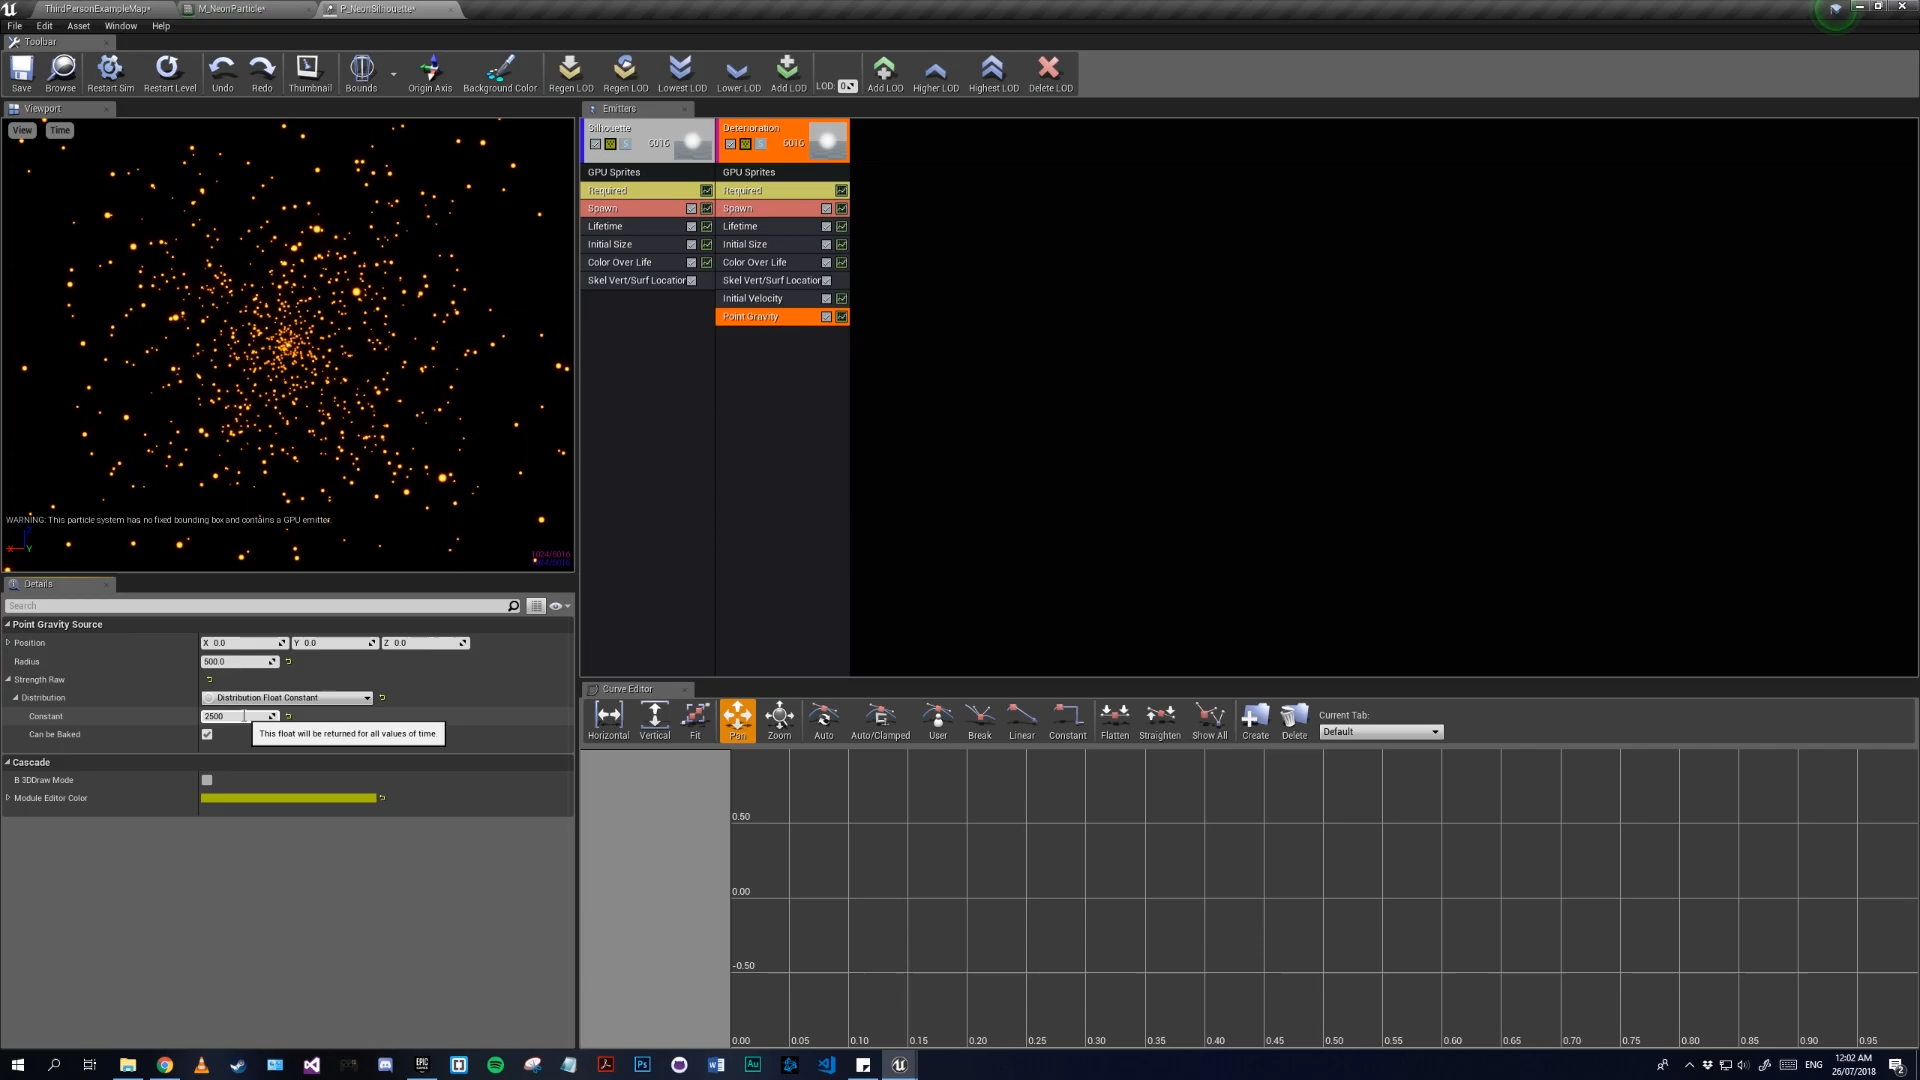 ThirdPersonExampleMap*
M_NeonParticle*
P_NeonSilhouette*
File Edit Asset Window Help
Toolbar
Save Browse Restart Sim Restart Level Undo Redo Thumbnail Bounds Origin Axis Background Color Regen LOD Regen LOD Lowest LOD Lower LOD Add LOD LOD: 0 Add LOD Higher LOD Highest LOD Delete LOD
Viewport
View Time
WARNING: This particle system has no fixed bounding box and contains a GPU emitter.
X Y
1024/6016
Emitters
Silhouette
6016
Deterioration
6016
GPU Sprites GPU Sprites
Required Required
Spawn Spawn
Lifetime Lifetime
Initial Size Initial Size
Color Over Life Color Over Life
Skel Vert/Surf Location Skel Vert/Surf Location
Initial Velocity
Point Gravity
Details
Search
Point Gravity Source
Position X 0.0 Y 0.0 Z 0.0
Radius 500.0
Strength Raw
Distribution Distribution Float Constant
Constant 2500
This float will be returned for all values of time.
Can be Baked
Cascade
B 3DDraw Mode
Module Editor Color
Curve Editor
Horizontal Vertical Fit Pan Zoom Auto Auto/Clamped User Break Linear Constant Flatten Straighten Show All Create Delete
Current Tab:
Default
0.50
0.00
-0.50
0.00 0.05 0.10 0.15 0.20 0.25 0.30 0.35 0.40 0.45 0.50 0.55 0.60 0.65 0.70 0.75 0.80 0.85 0.90 0.95
EPIC
Ps
Au
ENG
12:02 AM
26/07/2018
2